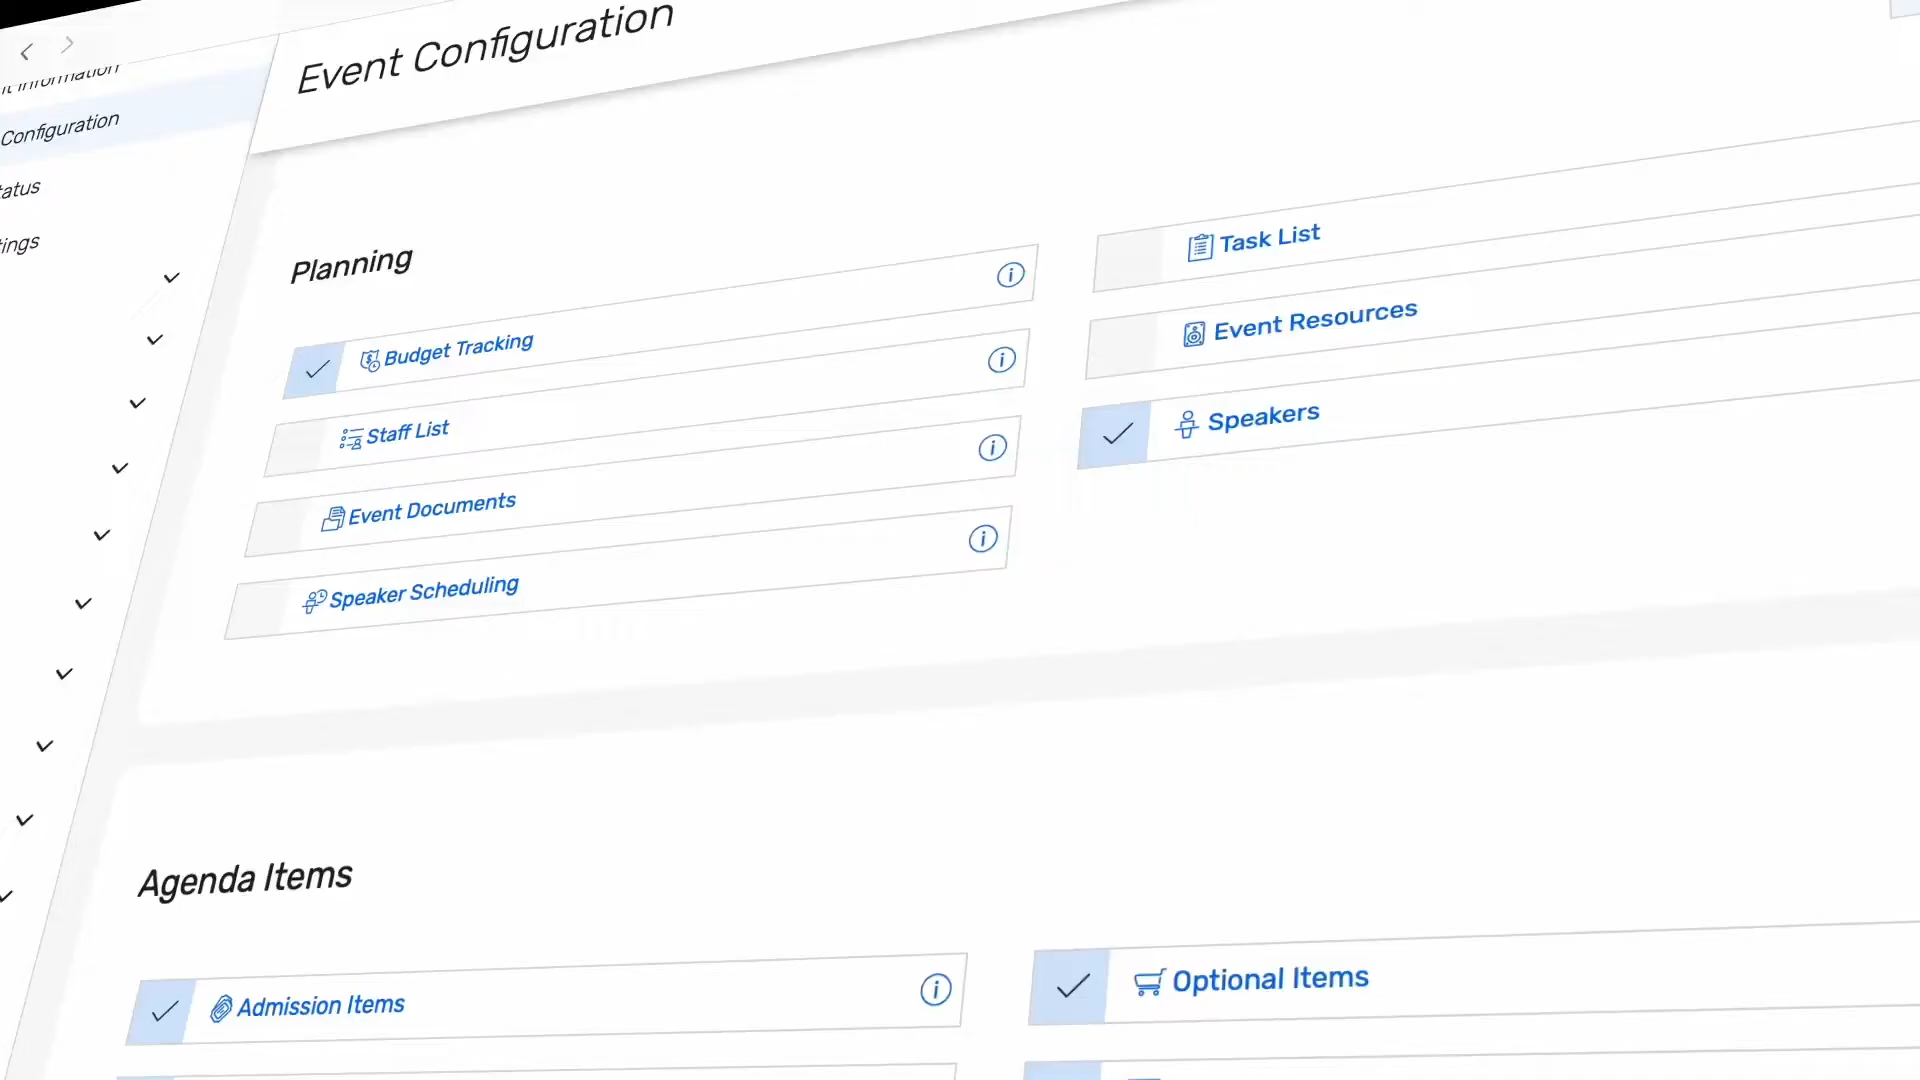 Configuration
Event Configuration
Planning
Budget Tracking
Staff List
Event Documents
Speaker Scheduling
Task List
Event Resources
Speakers
Agenda Items
Admission Items
Optional Items